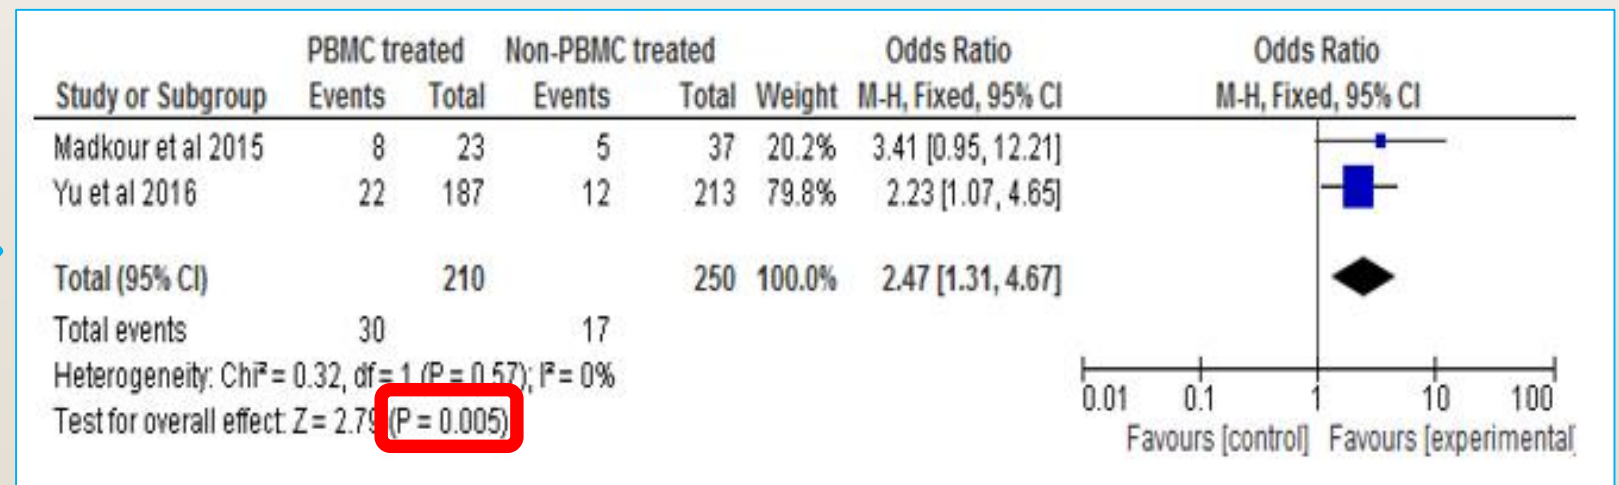 PBMC treated Non-PBMC treated Odds Ratio Odds Ratio
Study or Subgroup Events Total Events Total Weight M-H, Fixed, 95% CI M-H, Fixed, 95% CI
Madkour et al 2015 8 23 5 37 20.2% 3.41 [0.95, 12.21]
Yu et al 2016 22 187 12 213 79.8% 2.23 [1.07, 4.65]
Total (95% CI) 210 250 100.0% 2.47 [1.31, 4.67]
Total events 30 17
Heterogeneity: Chi² = 0.32, df = 1 (P = 0.57); I² = 0%
Test for overall effect: Z = 2.79 (P = 0.005)
0.01 0.1 1 10 100
Favours [control] Favours [experimental]